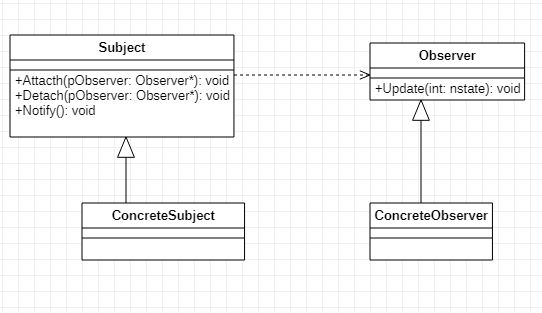 Subject
+Attacth(pObserver: Observer*): void
+Detach(pObserver: Observer*): void
+Notify(): void
Observer
+Update(int: nstate): void
ConcreteSubject
ConcreteObserver